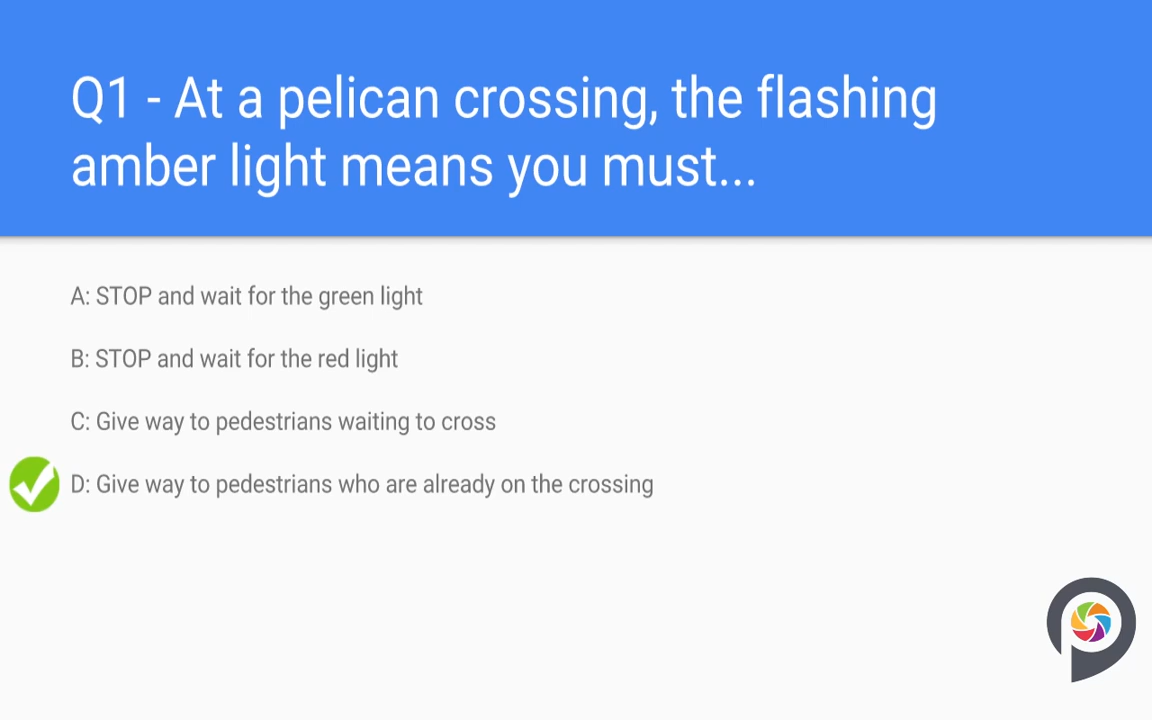 Q1 - At a pelican crossing, the flashing
amber light means you must...
A: STOP and wait for the green light
B: STOP and wait for the red light
C: Give way to pedestrians waiting to cross
D: Give way to pedestrians who are already on the crossing